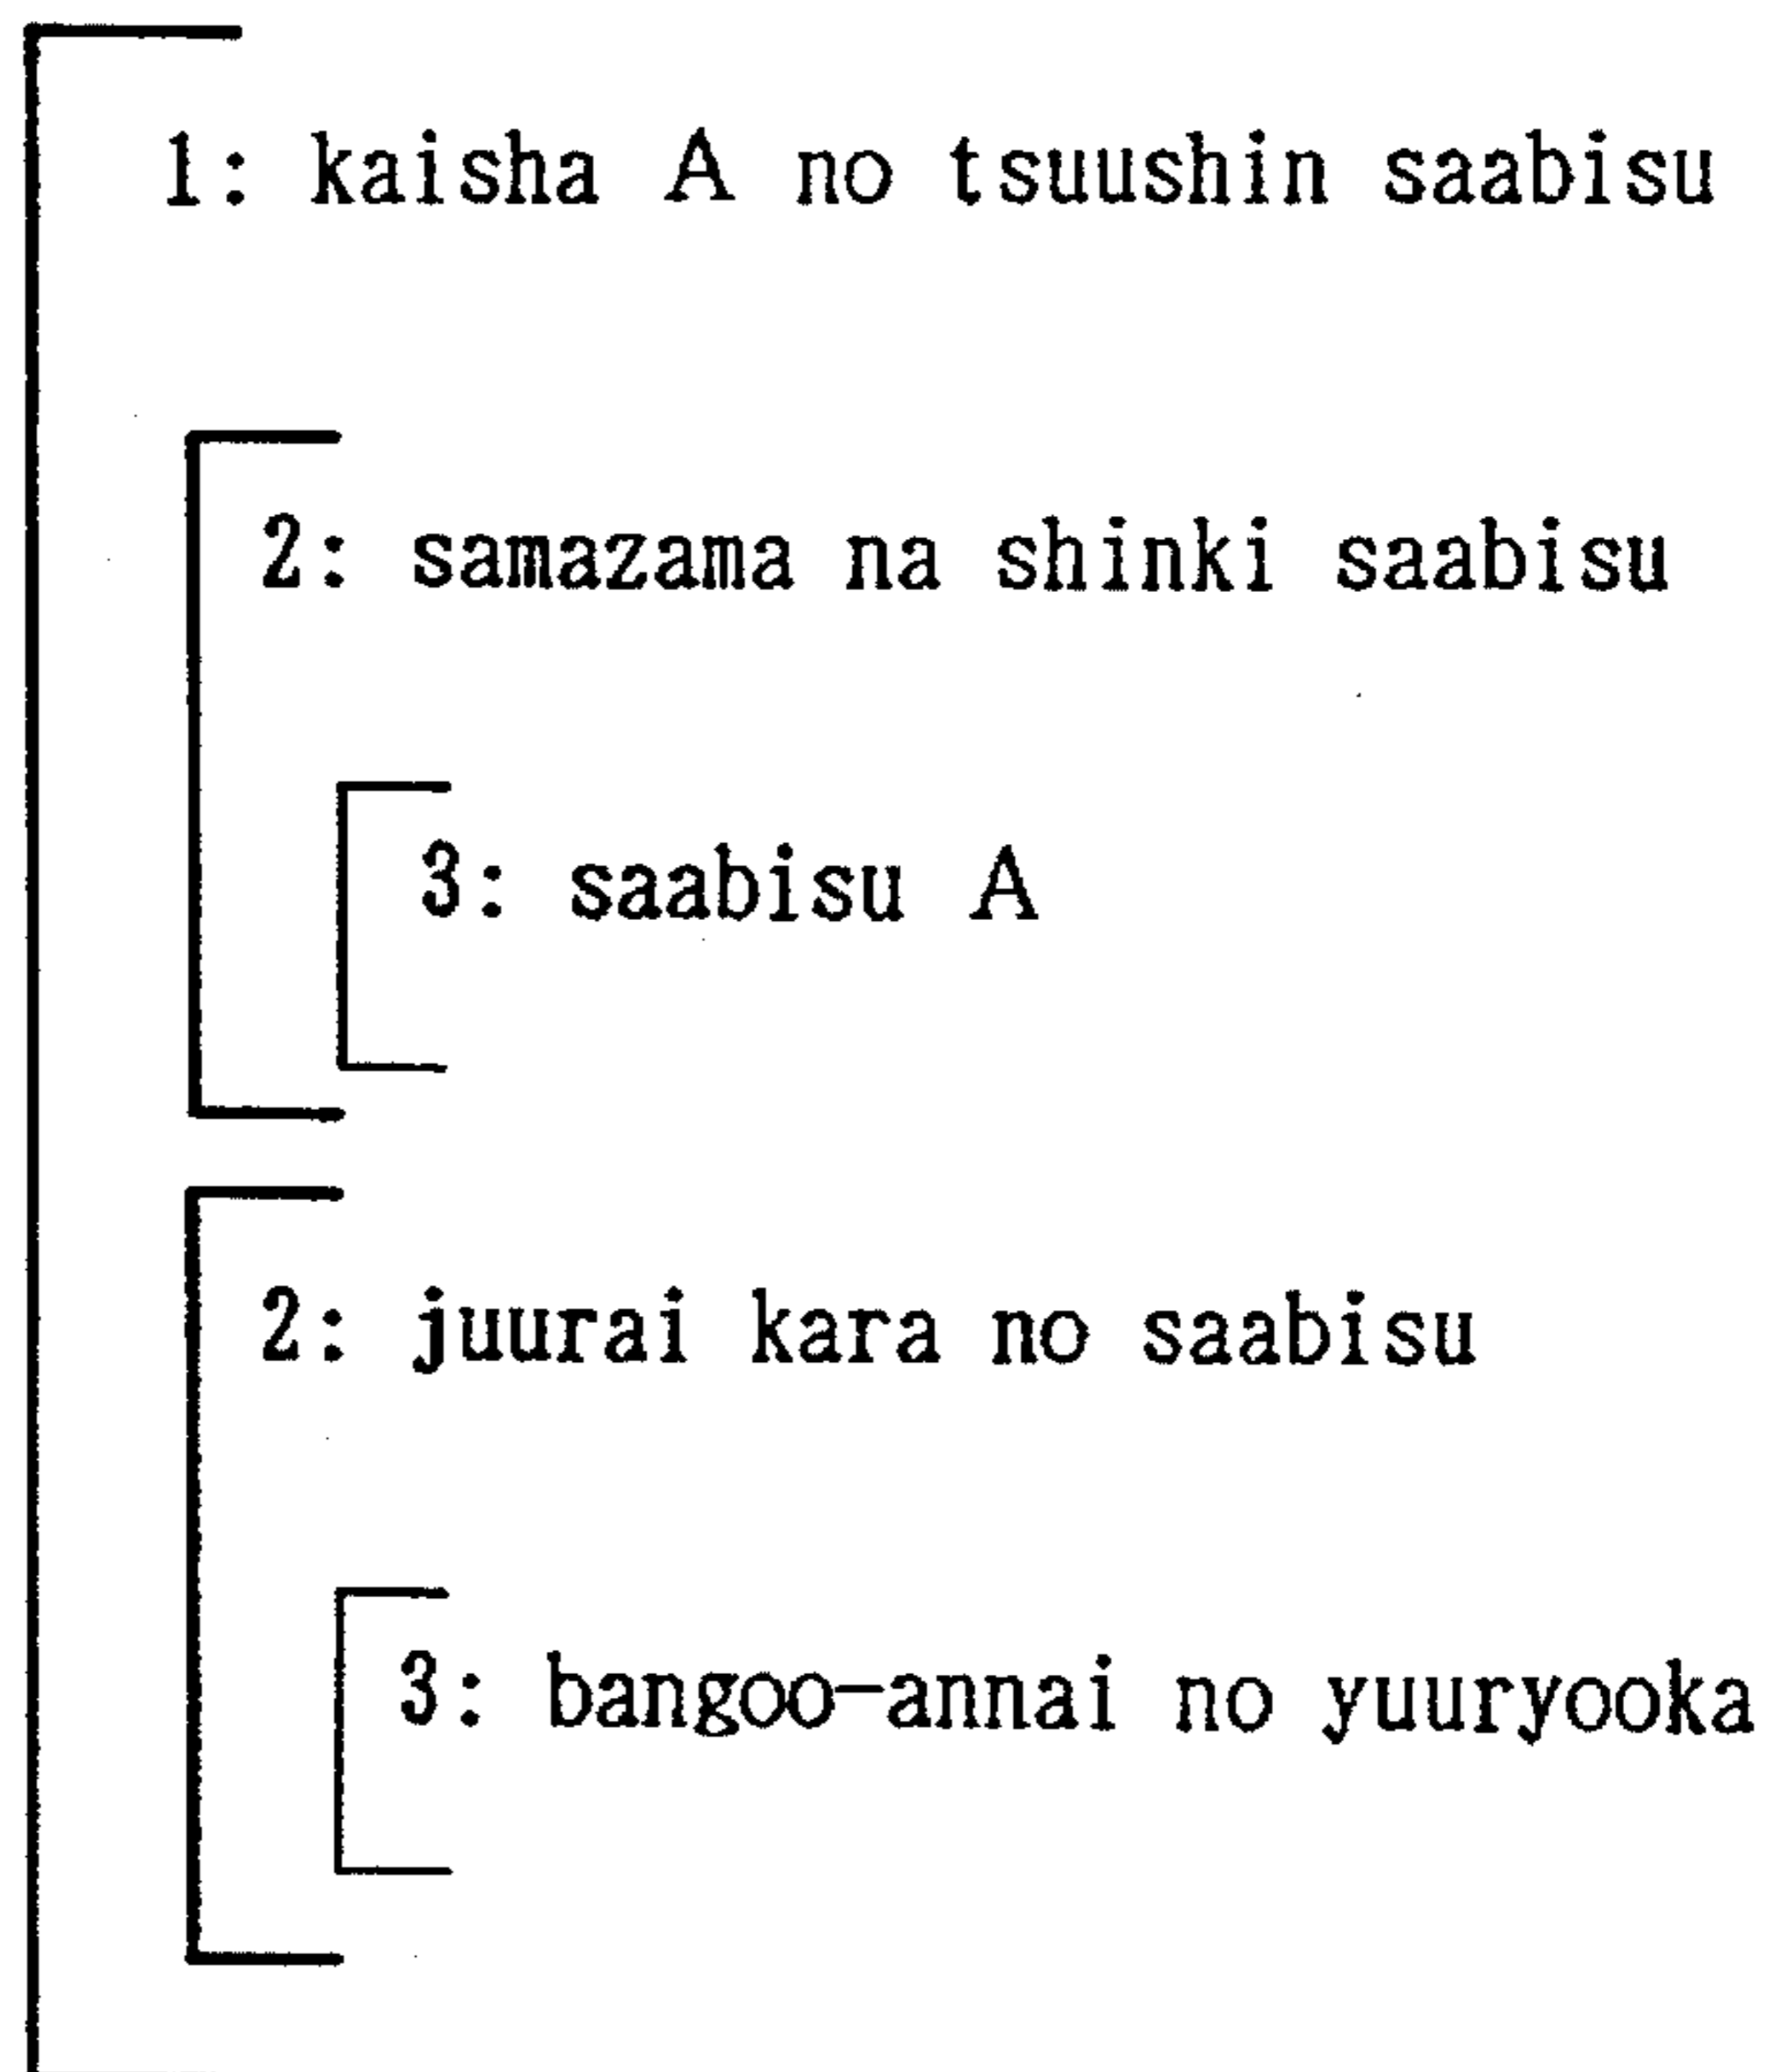 1: kaisha A no tsuushin saabisu
2: samazama na shinki saabisu
3: saabisu A
2: juurai kara no saabisu
3: bangoo-annai no yuuryooka